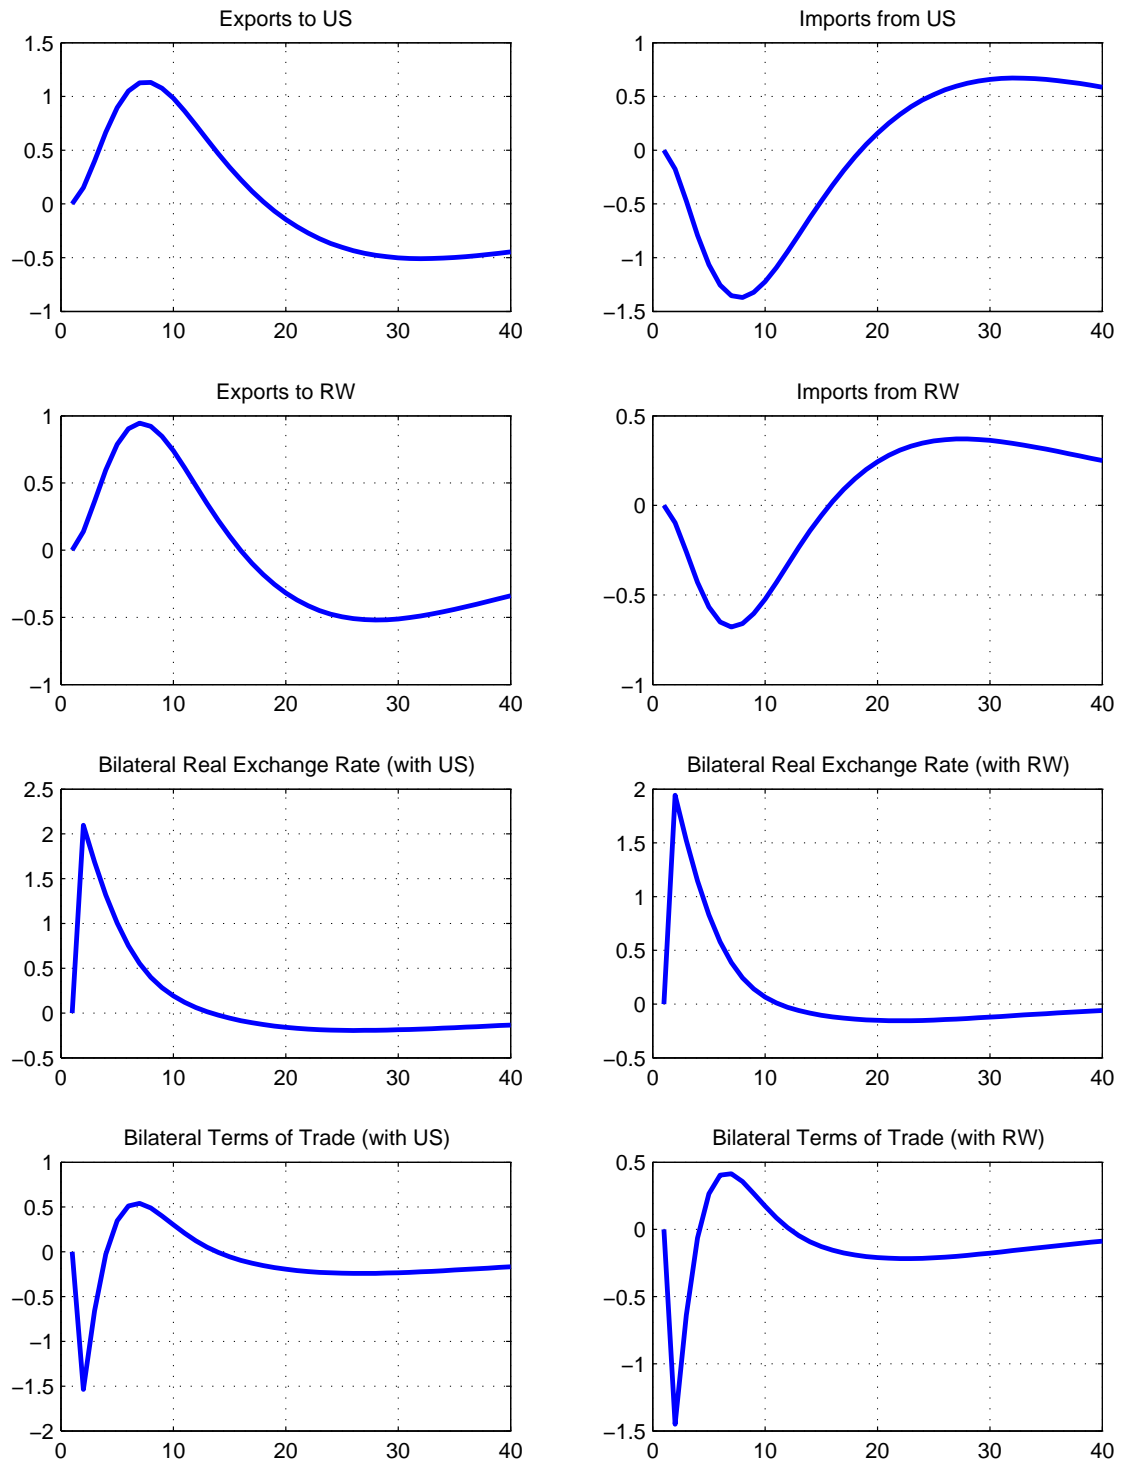 Exports to US
1.5
1
0.5
0
−0.5
−1
0 10 20 30 40
Imports from US
1
0.5
0
−0.5
−1
−1.5
0 10 20 30 40
Exports to RW
1
0.5
0
−0.5
−1
0 10 20 30 40
Imports from RW
0.5
0
−0.5
−1
0 10 20 30 40
Bilateral Real Exchange Rate (with US)
2.5
2
1.5
1
0.5
0
−0.5
0 10 20 30 40
Bilateral Real Exchange Rate (with RW)
2
1.5
1
0.5
0
−0.5
0 10 20 30 40
Bilateral Terms of Trade (with US)
1
0.5
0
−0.5
−1
−1.5
−2
0 10 20 30 40
Bilateral Terms of Trade (with RW)
0.5
0
−0.5
−1
−1.5
0 10 20 30 40